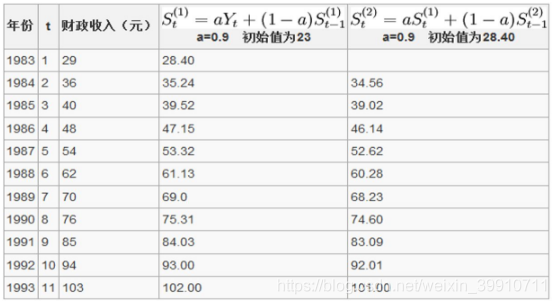 年份 t 财政收入（元） S_t^{(1)} = aY_t + (1-a)S_{t-1}^{(1)} S_t^{(2)} = aS_t^{(1)} + (1-a)S_{t-1}^{(2)}
a=0.9 初始值为23 a=0.9 初始值为28.40
1983 1 29 28.40
1984 2 36 35.24 34.56
1985 3 40 39.52 39.02
1986 4 48 47.15 46.14
1987 5 54 53.32 52.62
1988 6 62 61.13 60.28
1989 7 70 69.0 68.23
1990 8 76 75.31 74.60
1991 9 85 84.03 83.09
1992 10 94 93.00 92.01
1993 11 103 102.00 101.00
https://blog.csdn.net/weixin_39910711